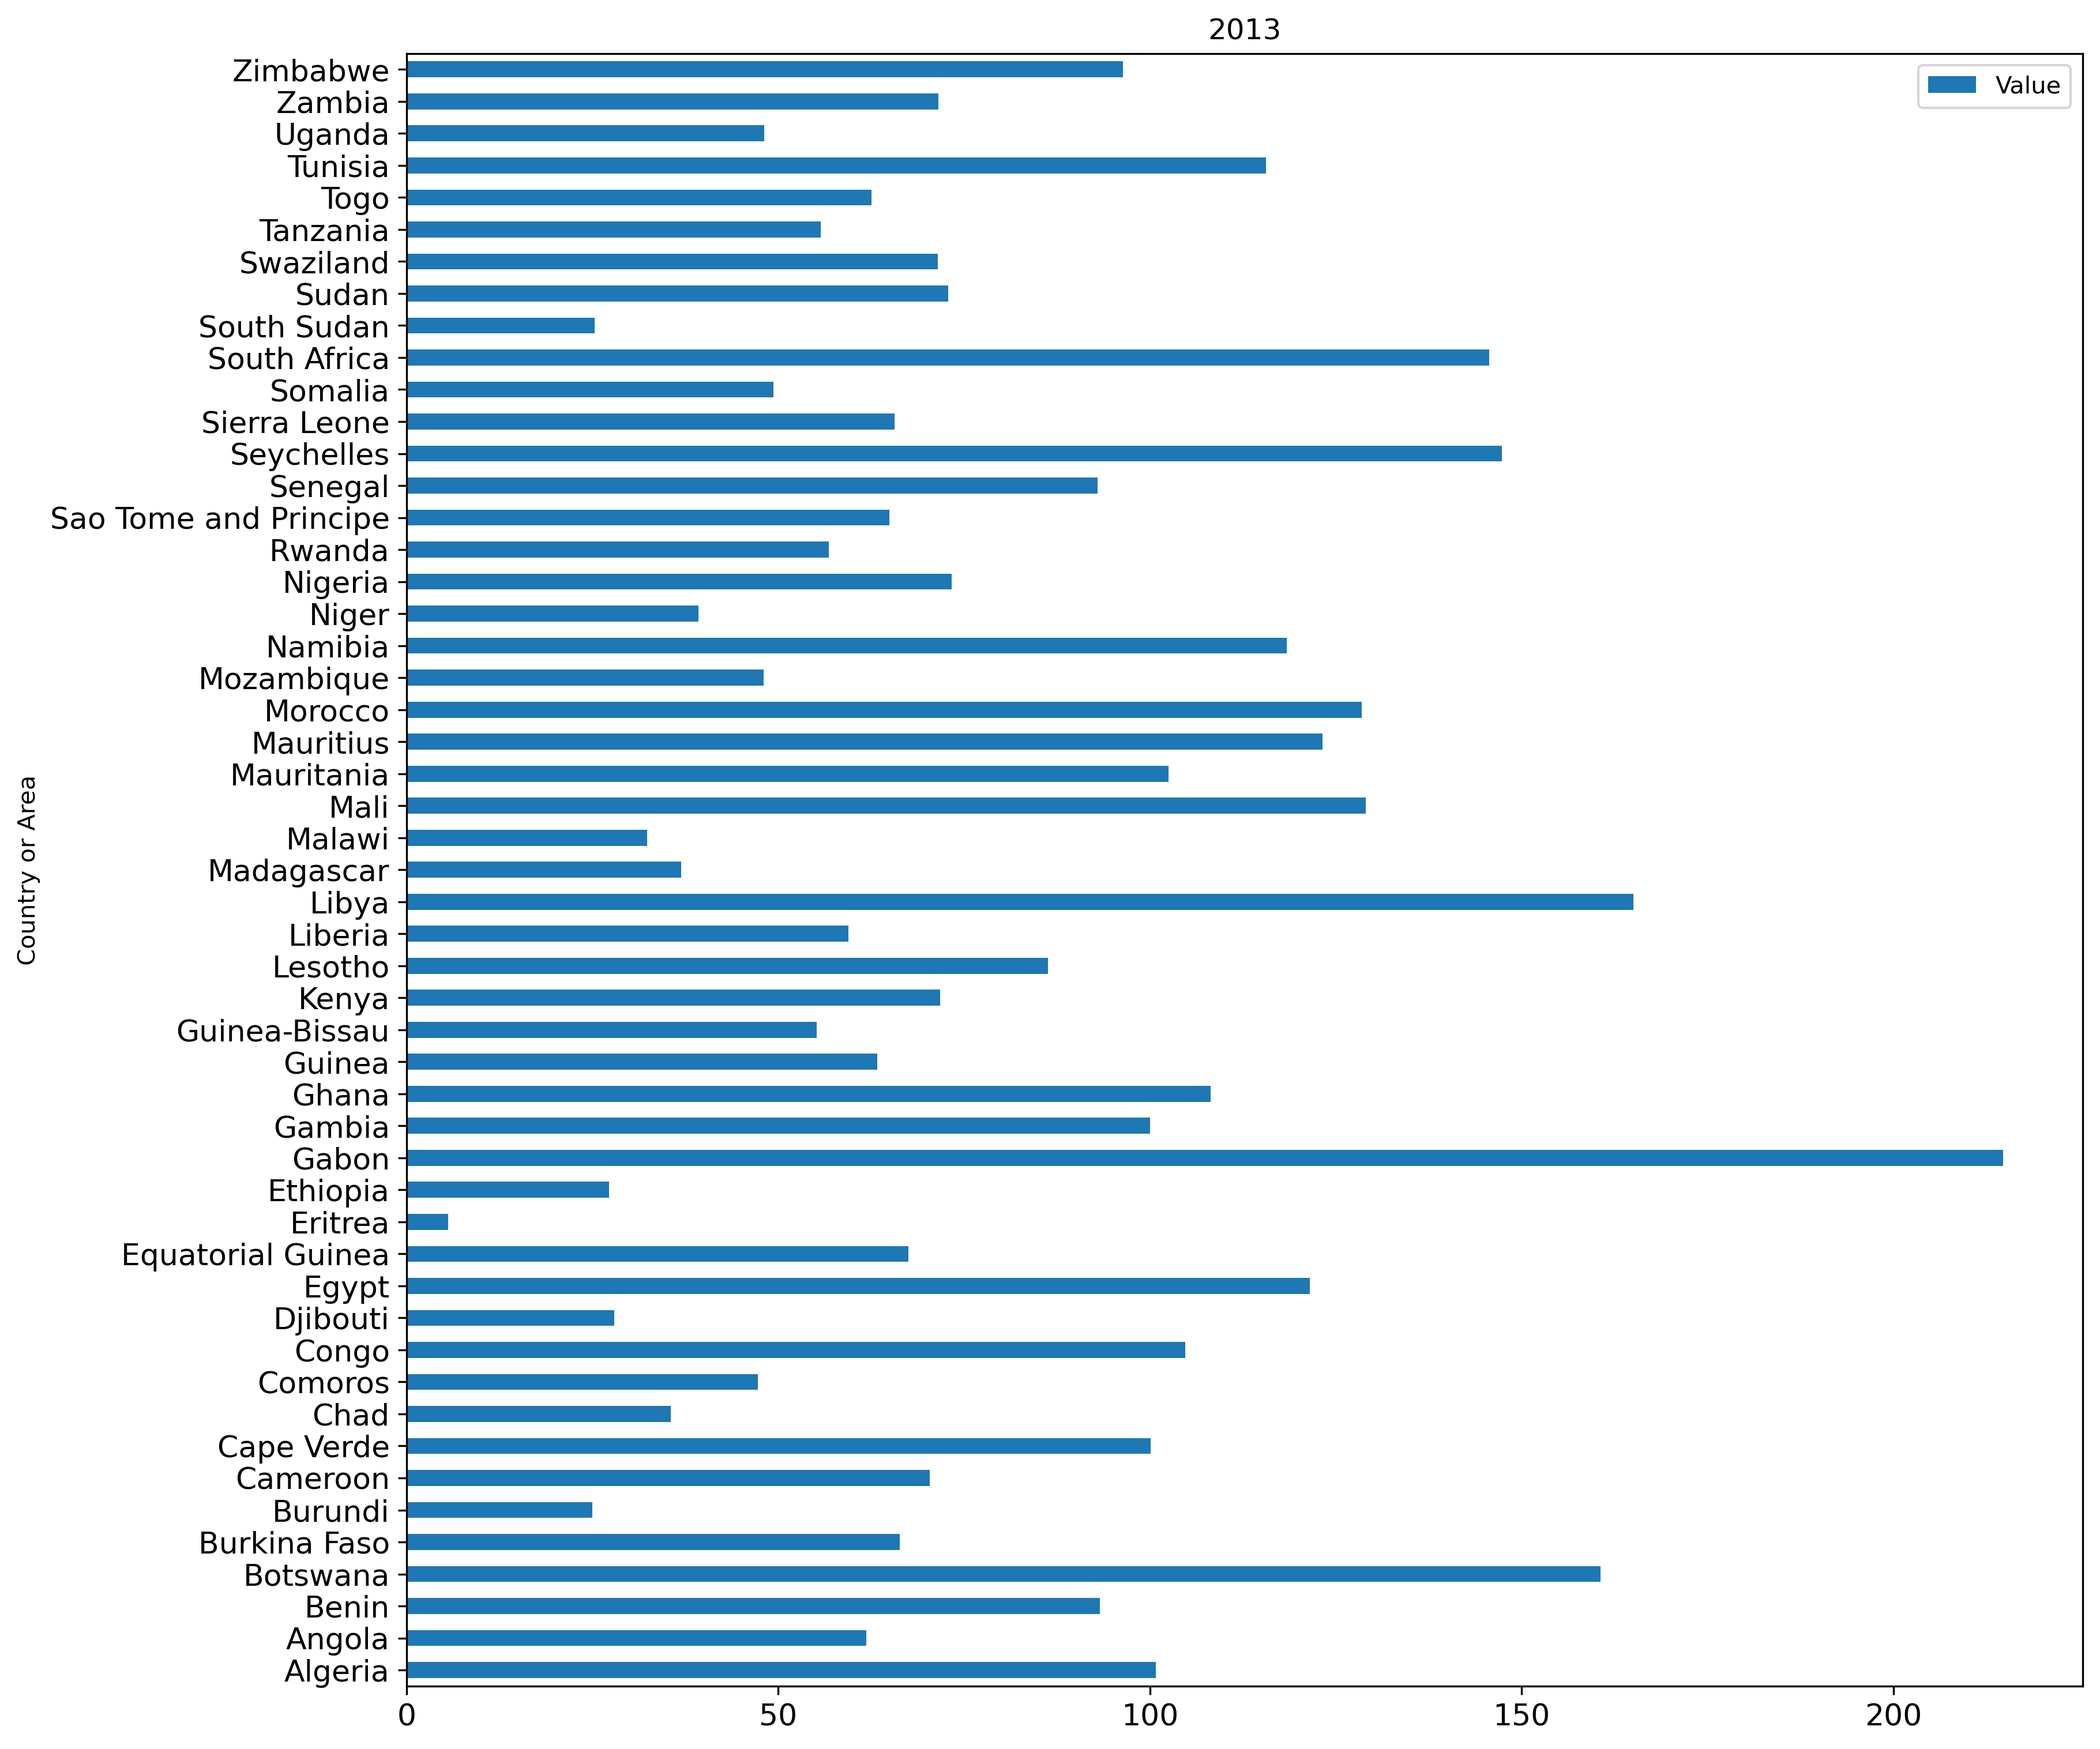 2013
Value
Country or Area
Zimbabwe
Zambia
Uganda
Tunisia
Togo
Tanzania
Swaziland
Sudan
South Sudan
South Africa
Somalia
Sierra Leone
Seychelles
Senegal
Sao Tome and Principe
Rwanda
Nigeria
Niger
Namibia
Mozambique
Morocco
Mauritius
Mauritania
Mali
Malawi
Madagascar
Libya
Liberia
Lesotho
Kenya
Guinea-Bissau
Guinea
Ghana
Gambia
Gabon
Ethiopia
Eritrea
Equatorial Guinea
Egypt
Djibouti
Congo
Comoros
Chad
Cape Verde
Cameroon
Burundi
Burkina Faso
Botswana
Benin
Angola
Algeria
0 50 100 150 200